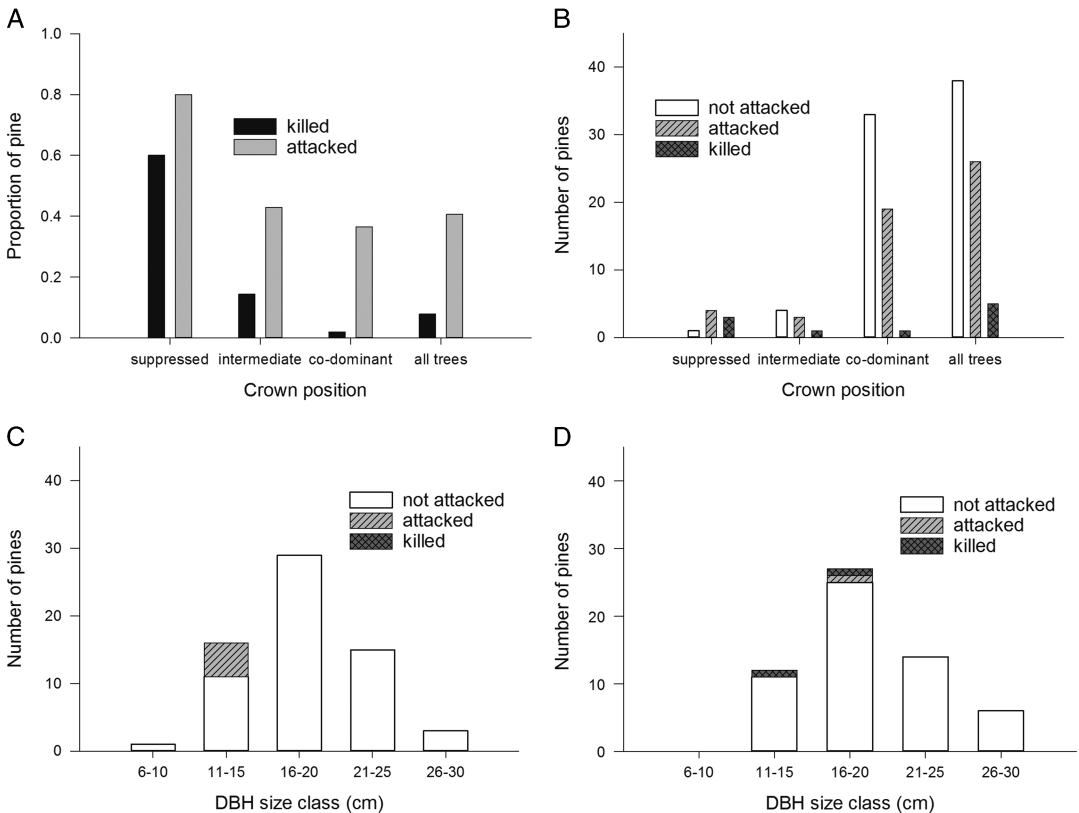 A
Proportion of pine
1.0
0.8
0.6
0.4
0.2
0.0
killed
attacked
suppressed intermediate co-dominant all trees
Crown position
B
Number of pines
40
30
20
10
0
not attacked
attacked
killed
suppressed intermediate co-dominant all trees
Crown position
C
Number of pines
40
30
20
10
0
not attacked
attacked
killed
6-10 11-15 16-20 21-25 26-30
DBH size class (cm)
D
Number of pines
40
30
20
10
0
not attacked
attacked
killed
6-10 11-15 16-20 21-25 26-30
DBH size class (cm)